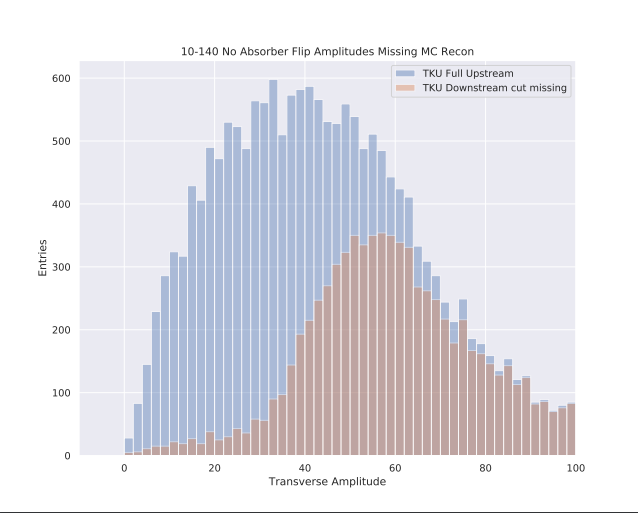 10-140 No Absorber Flip Amplitudes Missing MC Recon
TKU Full Upstream
TKU Downstream cut missing
Entries
600
500
400
300
200
100
0
0 20 40 60 80 100
Transverse Amplitude